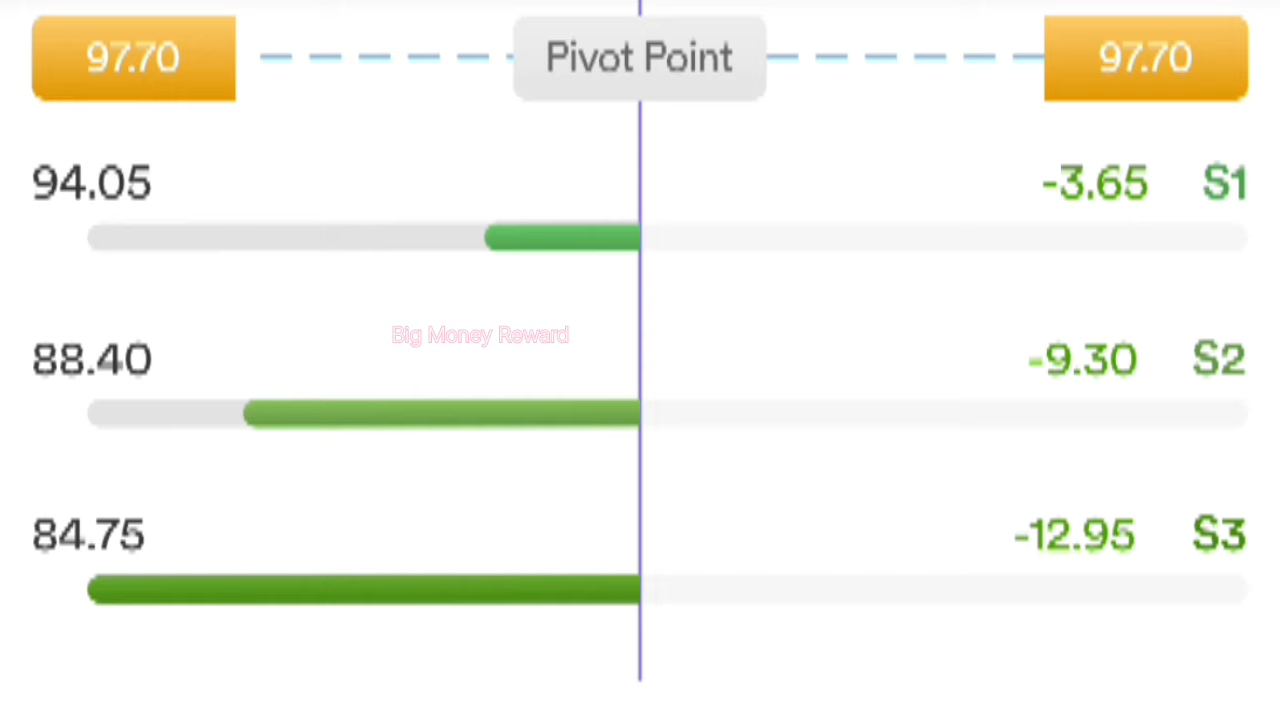 97.70 Pivot Point 97.70
94.05 -3.65 S1
Big Money Reward
88.40 -9.30 S2
84.75 -12.95 S3